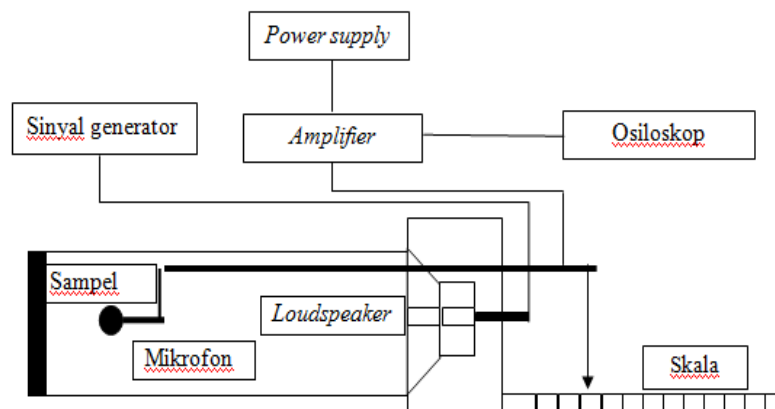 Power supply
Sinyal generator
Amplifier
Osiloskop
Sampel
Loudspeaker
Mikrofon
Skala